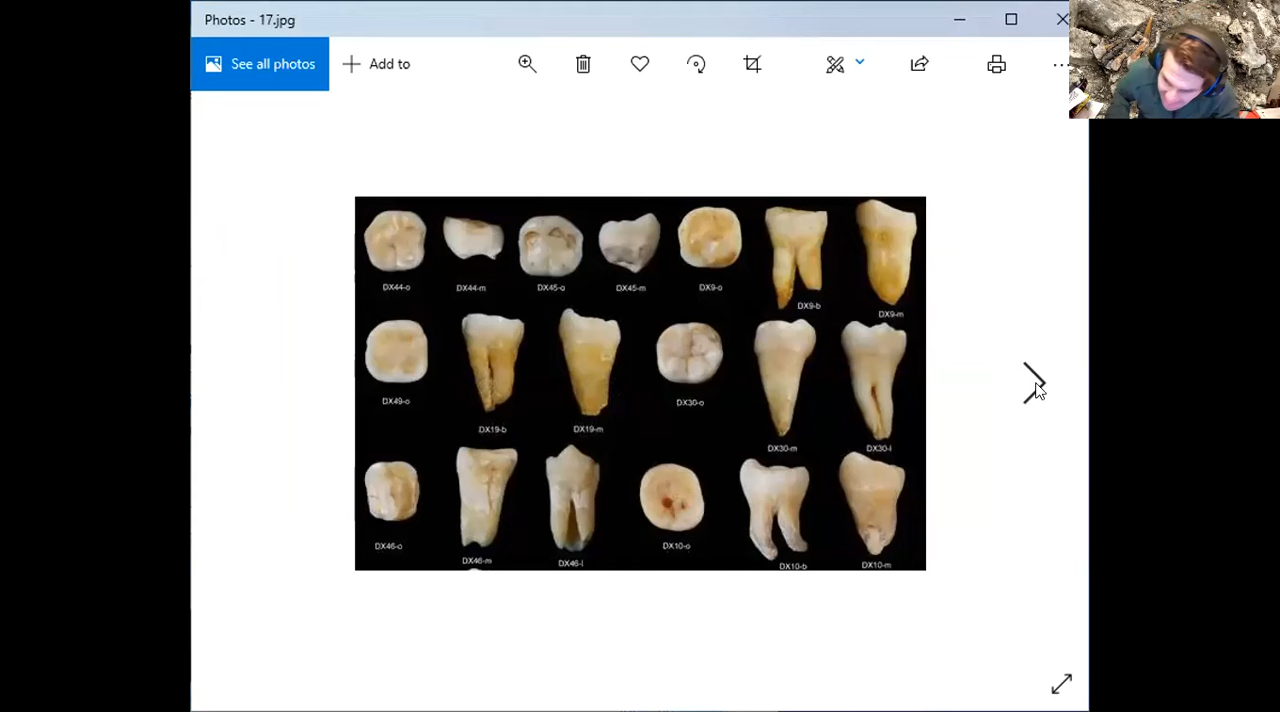 Photos - 17.jpg
See all photos
Add to
DX44-o DX44-m DX45-o DX45-m DX9-o DX9-b DX9-m
DX49-o DX19-b DX19-m DX30-o DX30-m DX30-l
DX46-o DX46-m DX46-l DX10-o DX10-b DX10-m